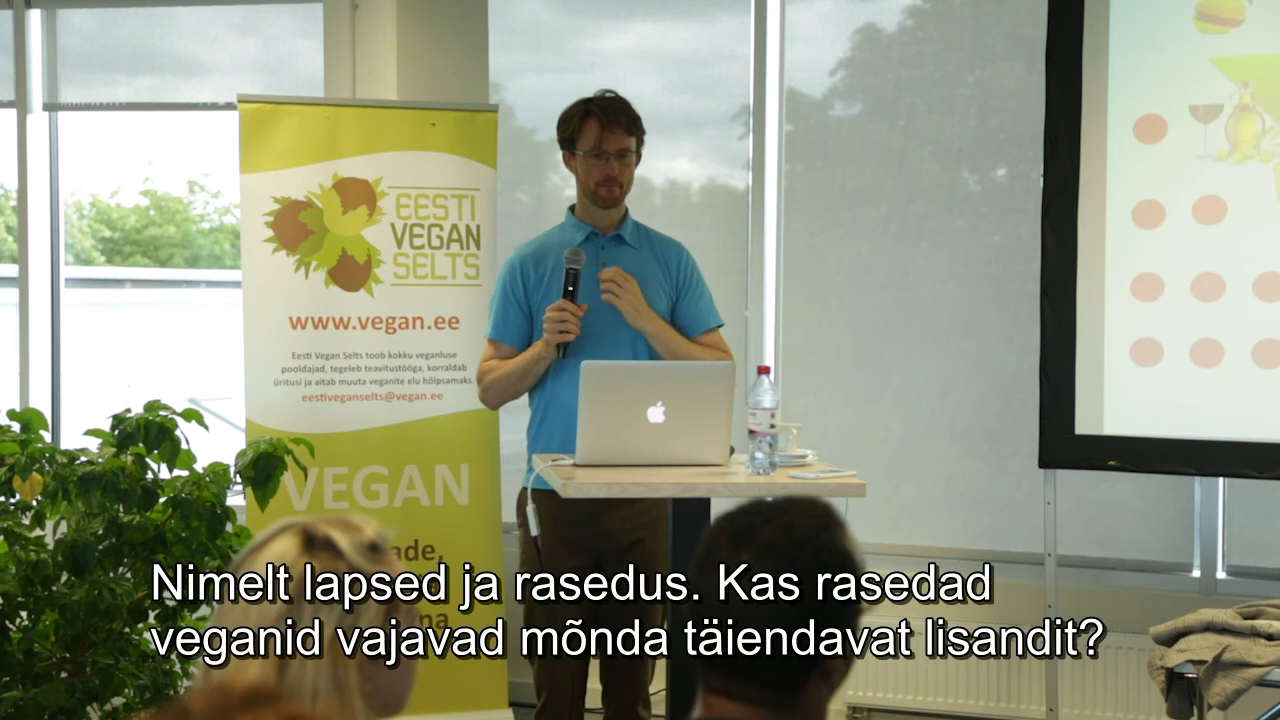 EESTI
VEGAN
SELTS
www.vegan.ee
Eesti Vegan Selts toob kokku veganluse
pooldajad, tegeleb teavitustööga, korraldab
üritusi ja aitab muuta veganite elu hõlpsamaks.
eestiveganselts@vegan.ee
VEGAN
Nimelt lapsed ja rasedus. Kas rasedad
veganid vajavad mõnda täiendavat lisandit?